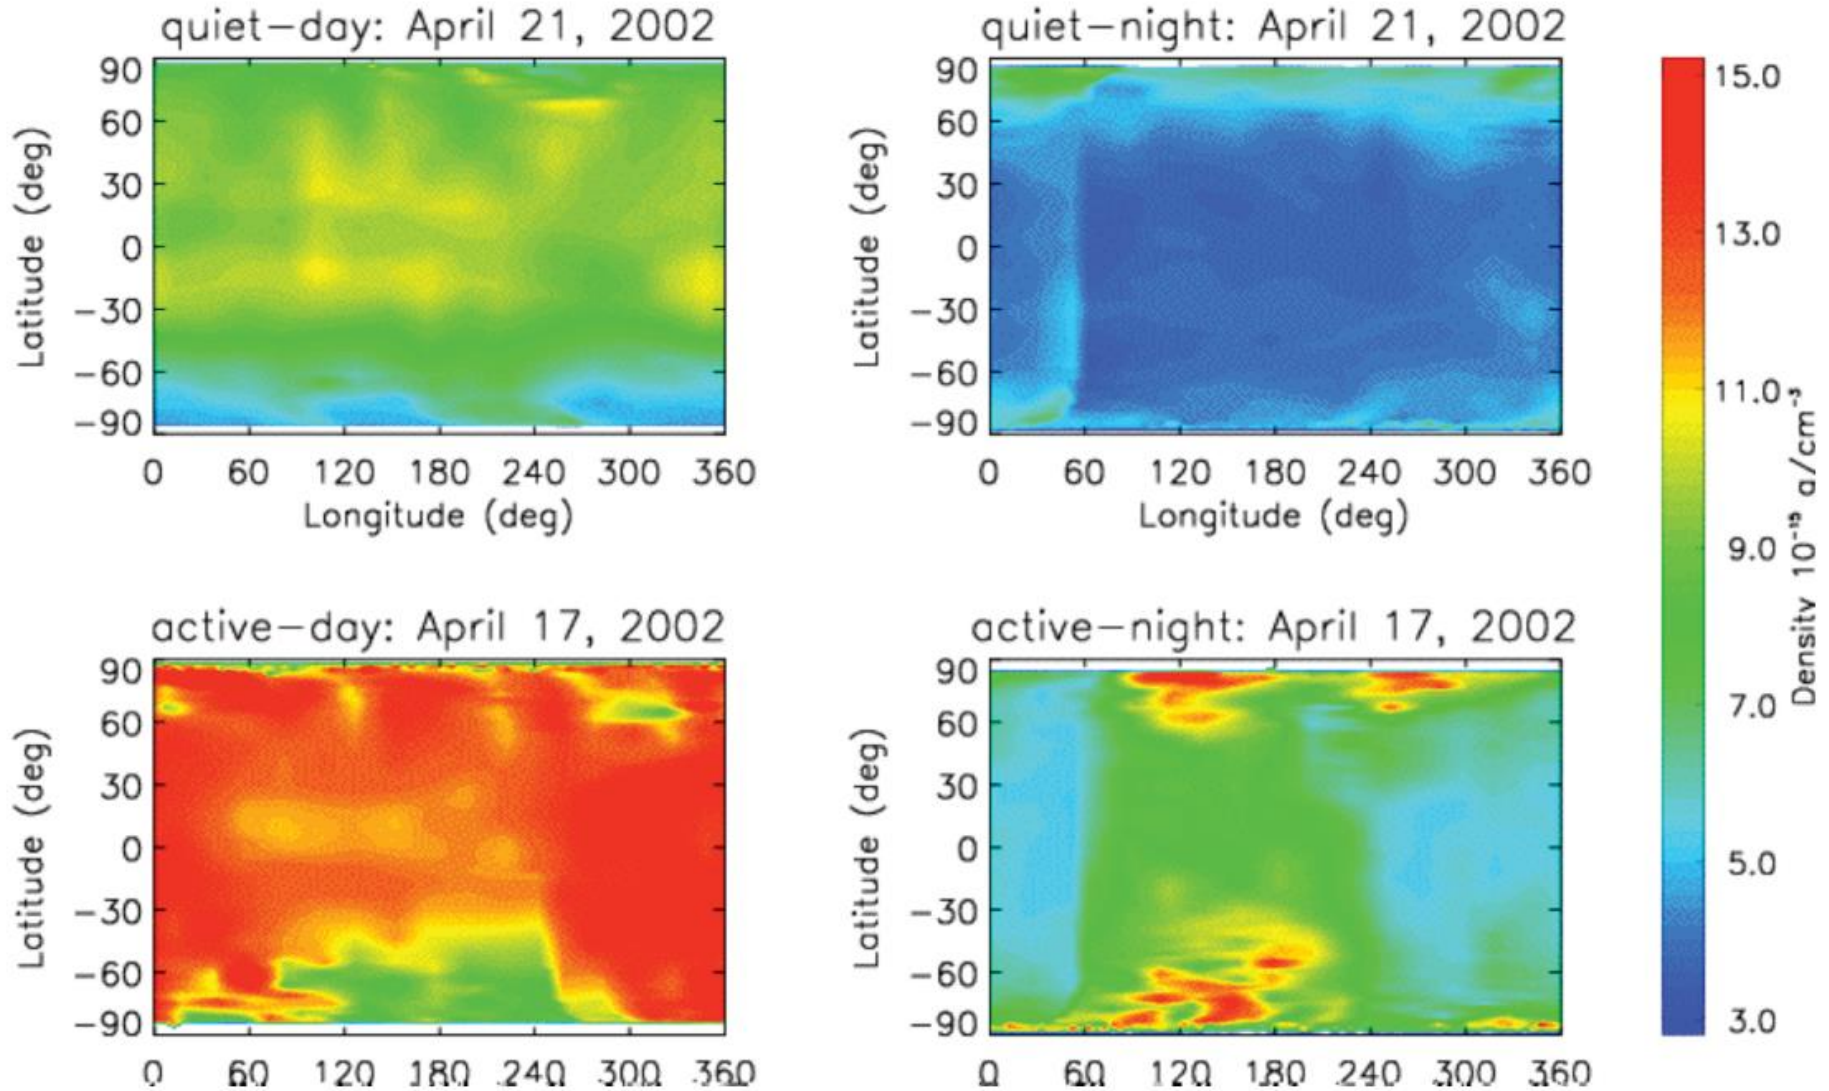 quiet-day: April 21, 2002
90
60
30
0
-30
-60
-90
Latitude (deg)
0 60 120 180 240 300 360
Longitude (deg)
quiet-night: April 21, 2002
90
60
30
0
-30
-60
-90
Latitude (deg)
0 60 120 180 240 300 360
Longitude (deg)
active-day: April 17, 2002
90
60
30
0
-30
-60
-90
Latitude (deg)
0 60 120 180 240 300 360
active-night: April 17, 2002
90
60
30
0
-30
-60
-90
Latitude (deg)
0 60 120 180 240 300 360
15.0
13.0
11.0
9.0
7.0
5.0
3.0
Density 10⁻¹⁵ g/cm⁻³